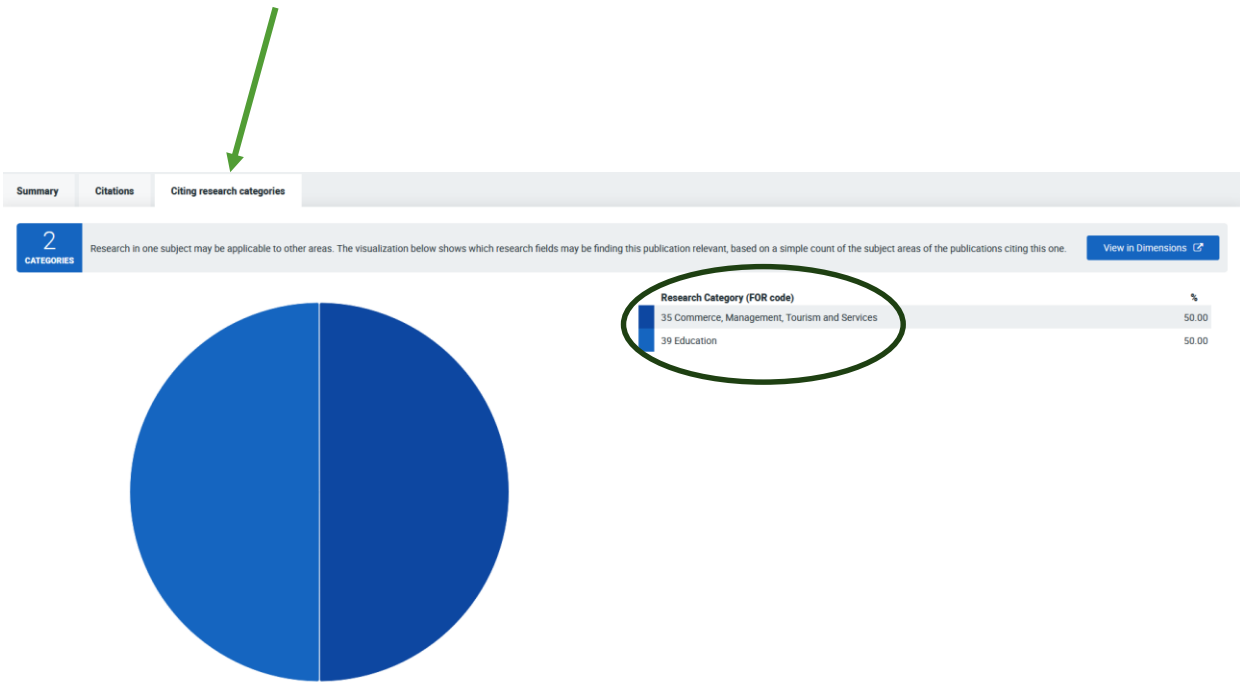 Summary Citations Citing research categories
2
CATEGORIES
Research in one subject may be applicable to other areas. The visualization below shows which research fields may be finding this publication relevant, based on a simple count of the subject areas of the publications citing this one.
View in Dimensions
Research Category (FOR code) %
35 Commerce, Management, Tourism and Services 50.00
39 Education 50.00